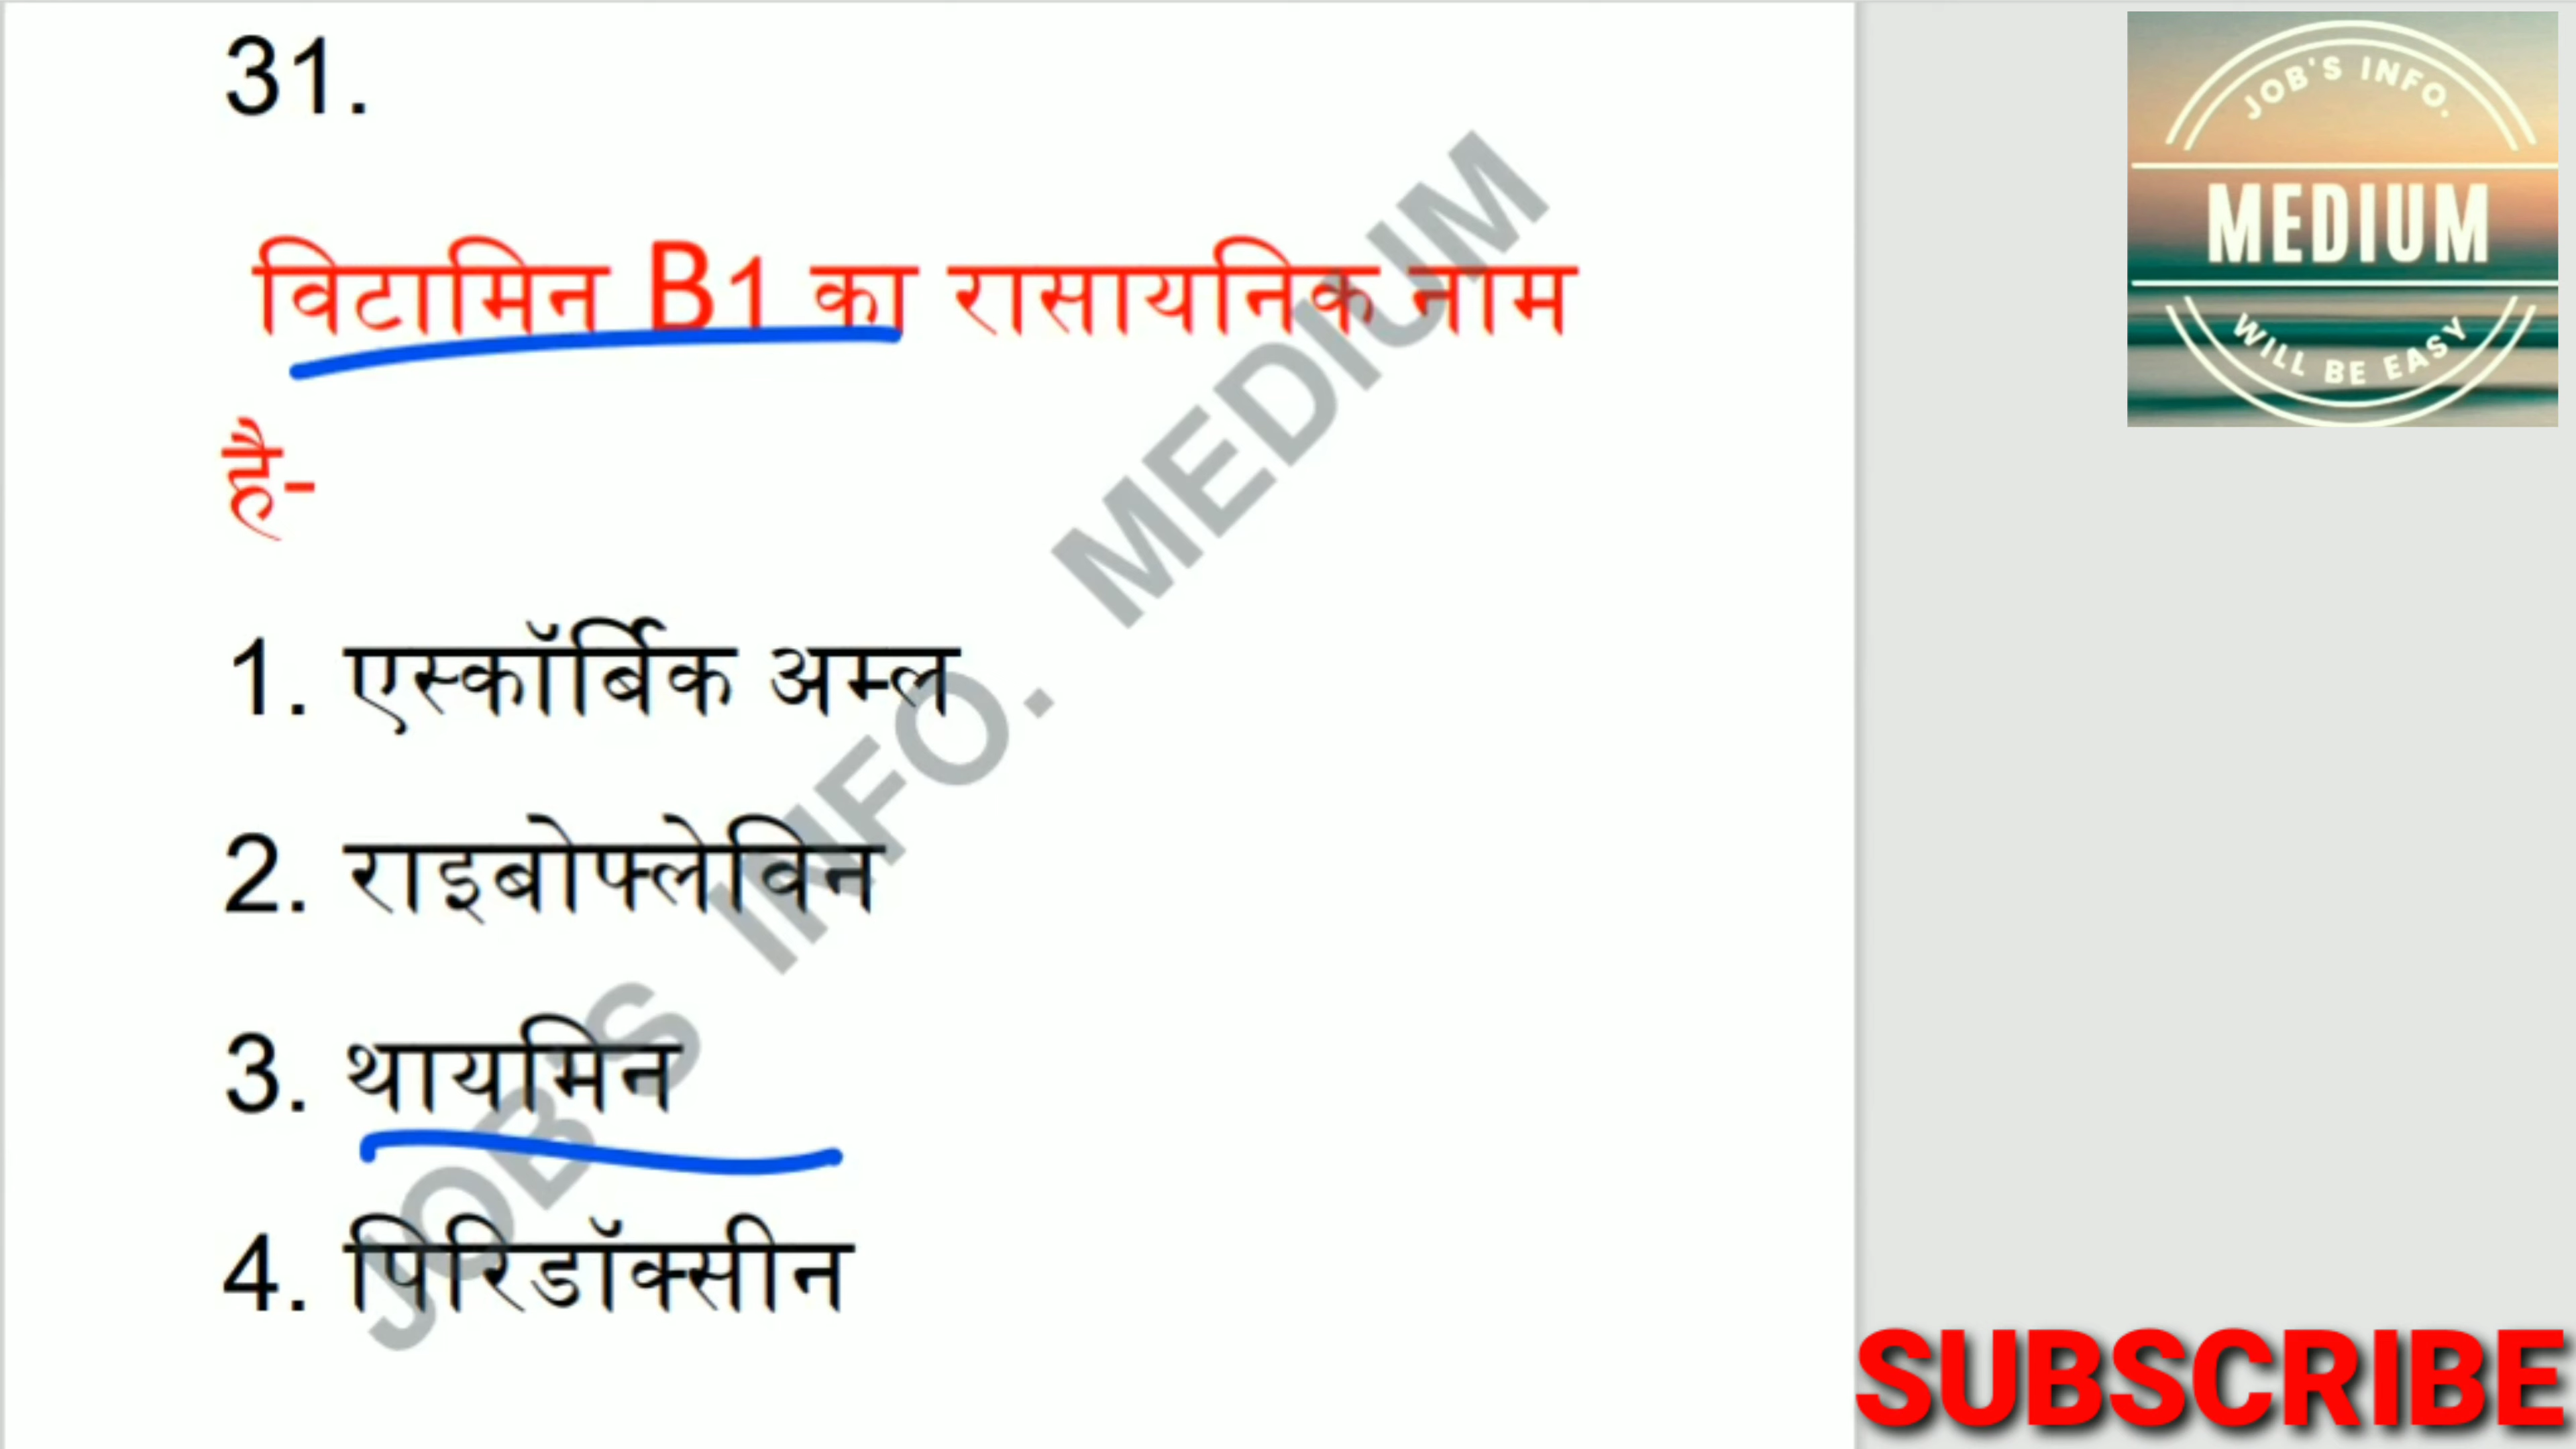 31.
विटामिन B1 का रासायनिक नाम
है-
1. एस्कॉर्बिक अम्ल
2. राइबोफ्लेविन
3. थायमिन
4. पिरिडॉक्सीन
JOB'S INFO. MEDIUM
JOB'S INFO.
MEDIUM
WILL BE EASY
SUBSCRIBE